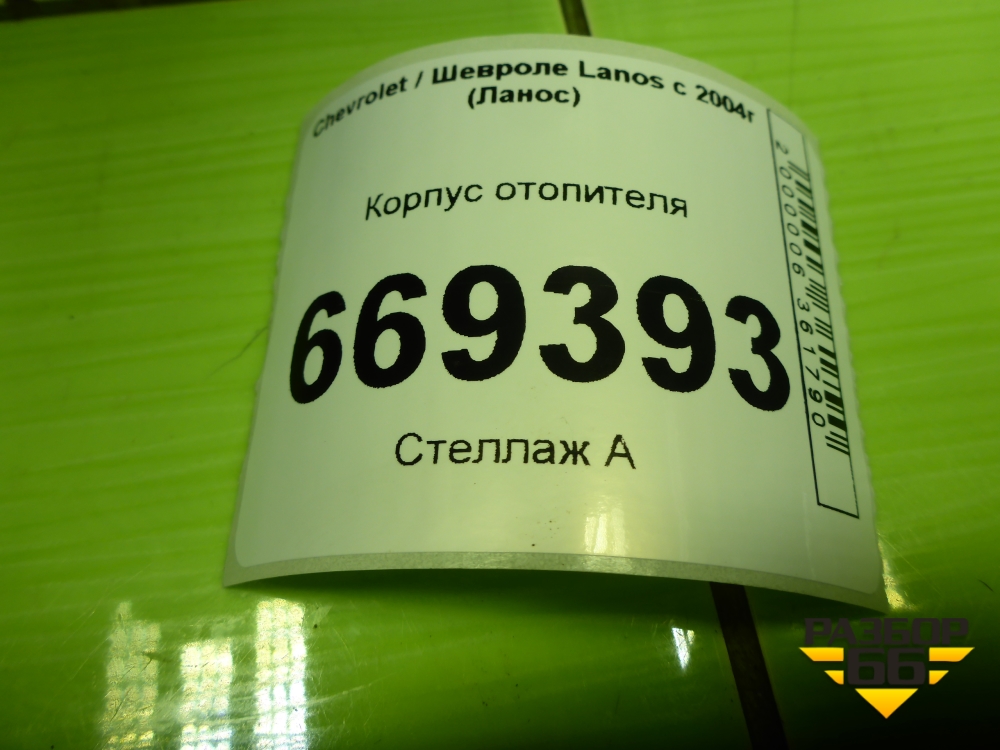 Chevrolet / Шевроле Lanos с 2004г
(Ланос)
Корпус отопителя
669393
Стеллаж А
2000006361790
РАЗБОР
66